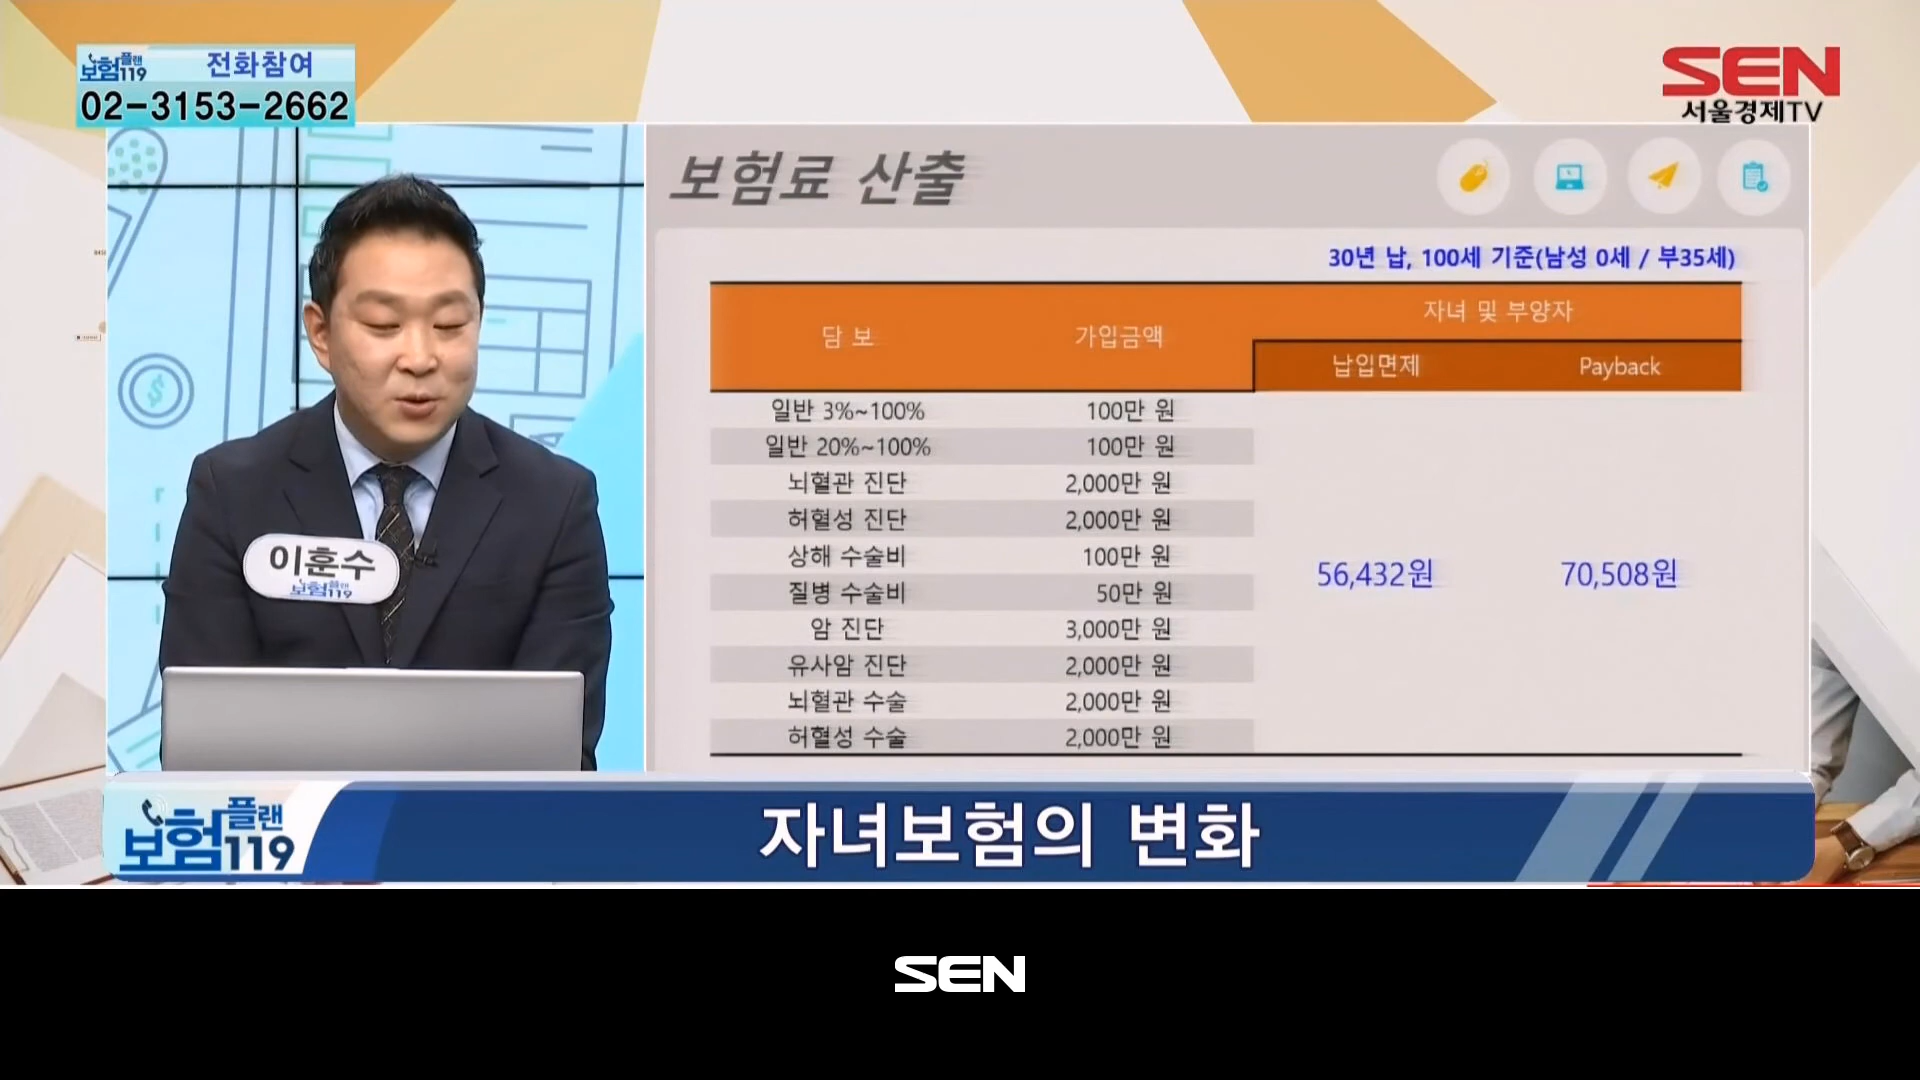 보험플랜119 전화참여
02-3153-2662
SEN
서울경제TV
보험료 산출
30년 납, 100세 기준(남성 0세 / 부35세)
담 보 가입금액 자녀 및 부양자
납입면제 Payback
일반 3%~100% 100만 원
일반 20%~100% 100만 원
뇌혈관 진단 2,000만 원
허혈성 진단 2,000만 원
상해 수술비 100만 원
56,432원 70,508원
질병 수술비 50만 원
암 진단 3,000만 원
유사암 진단 2,000만 원
뇌혈관 수술 2,000만 원
허혈성 수술 2,000만 원
이훈수
보험플랜119
보험플랜119
자녀보험의 변화
SEN